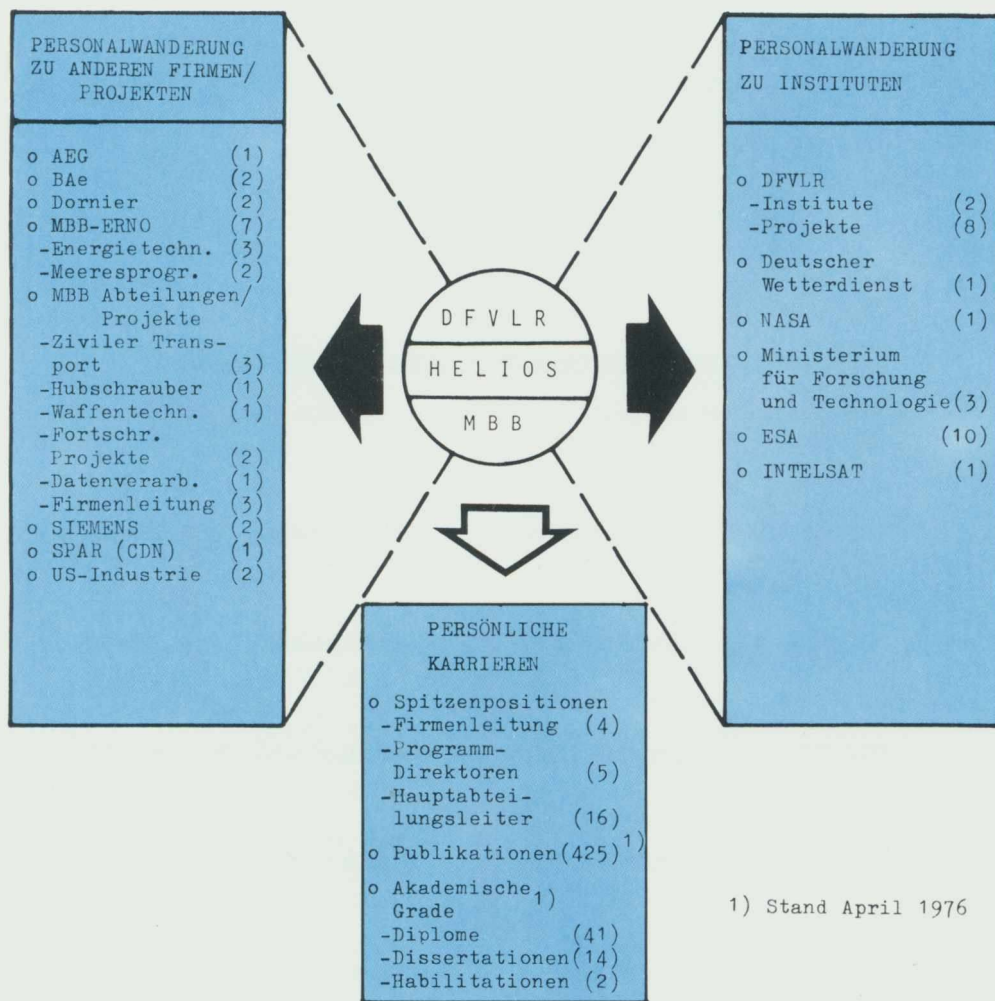 PERSONALWANDERUNG
ZU ANDEREN FIRMEN/
PROJEKTEN
o AEG (1)
o BAe (2)
o Dornier (2)
o MBB-ERNO (7)
-Energietechn. (3)
-Meeresprogr. (2)
o MBB Abteilungen/
Projekte
-Ziviler Trans-
port (3)
-Hubschrauber (1)
-Waffentechn. (1)
-Fortschr.
Projekte (2)
-Datenverarb. (1)
-Firmenleitung (3)
o SIEMENS (2)
o SPAR (CDN) (1)
o US-Industrie (2)
DFVLR
HELIOS
MBB
PERSONALWANDERUNG
ZU INSTITUTEN
o DFVLR
-Institute (2)
-Projekte (8)
o Deutscher
Wetterdienst (1)
o NASA (1)
o Ministerium
für Forschung
und Technologie(3)
o ESA (10)
o INTELSAT (1)
PERSÖNLICHE
KARRIEREN
o Spitzenpositionen
-Firmenleitung (4)
-Programm-
Direktoren (5)
-Hauptabtei-
lungsleiter (16)
o Publikationen(425) 1)
o Akademische 1)
Grade
-Diplome (41)
-Dissertationen(14)
-Habilitationen (2)
1) Stand April 1976